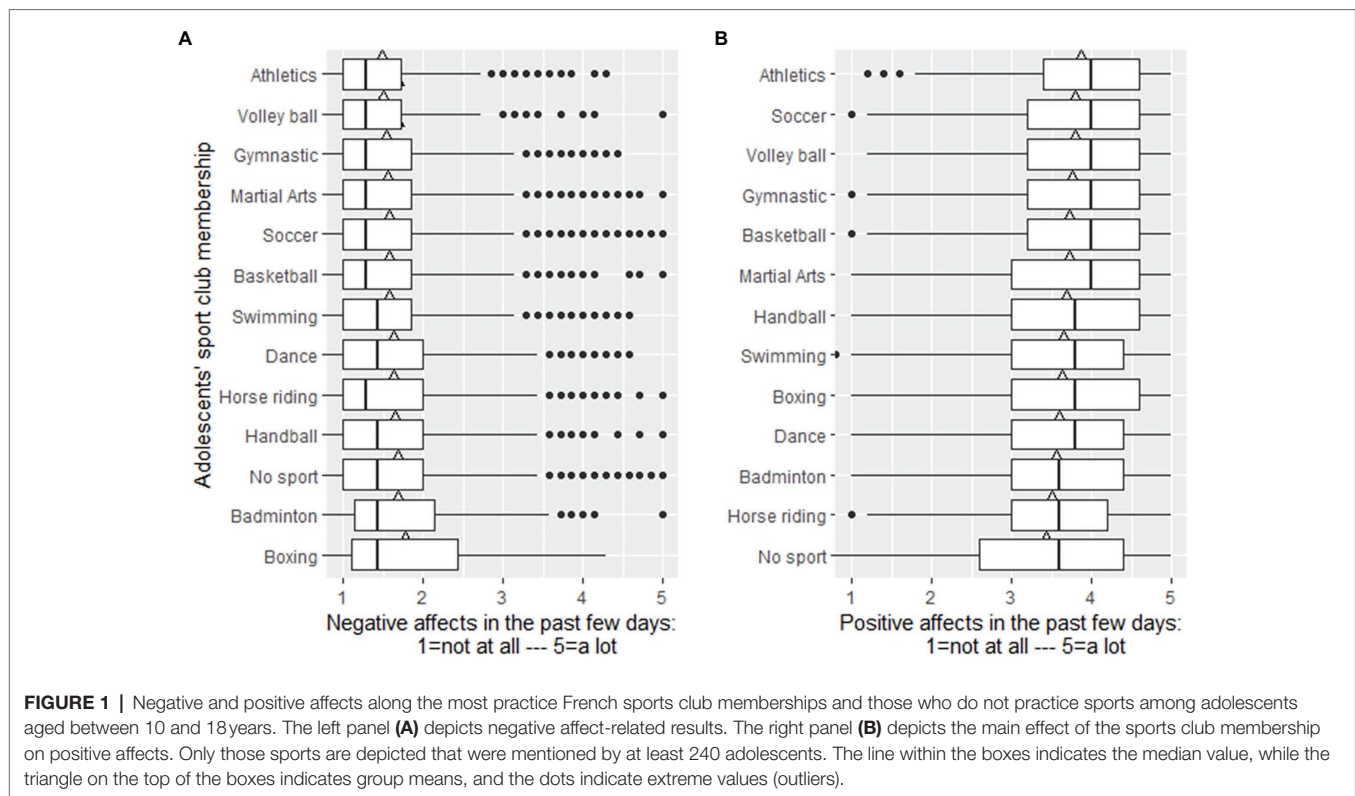 A
Adolescents' sport club membership
Athletics
Volley ball
Gymnastic
Martial Arts
Soccer
Basketball
Swimming
Dance
Horse riding
Handball
No sport
Badminton
Boxing
1 2 3 4 5
Negative affects in the past few days:
1=not at all --- 5=a lot
B
Athletics
Soccer
Volley ball
Gymnastic
Basketball
Martial Arts
Handball
Swimming
Boxing
Dance
Badminton
Horse riding
No sport
1 2 3 4 5
Positive affects in the past few days:
1=not at all --- 5=a lot
FIGURE 1 | Negative and positive affects along the most practice French sports club memberships and those who do not practice sports among adolescents
aged between 10 and 18 years. The left panel (A) depicts negative affect-related results. The right panel (B) depicts the main effect of the sports club membership
on positive affects. Only those sports are depicted that were mentioned by at least 240 adolescents. The line within the boxes indicates the median value, while the
triangle on the top of the boxes indicates group means, and the dots indicate extreme values (outliers).